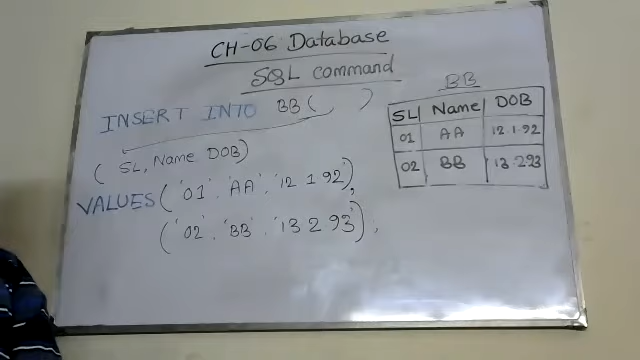 CH-06 Database
SQL command
INSERT INTO BB( , )
( SL, Name DOB)
VALUES ('01', 'AA', '12 1 92'),
('02', 'BB', '13 2 93');
BB
SL Name DOB
01 AA 12.1.92
02 BB 13.2.93